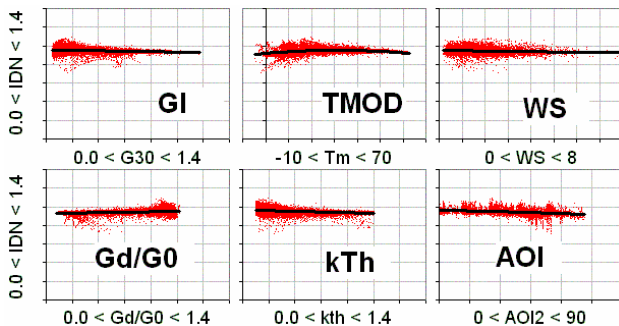 0.0 < IDN < 1.4
GI
TMOD
WS
0.0 < G30 < 1.4
-10 < Tm < 70
0 < WS < 8
0.0 < IDN < 1.4
Gd/G0
kTh
AOI
0.0 < Gd/G0 < 1.4
0.0 < kth < 1.4
0 < AOI2 < 90